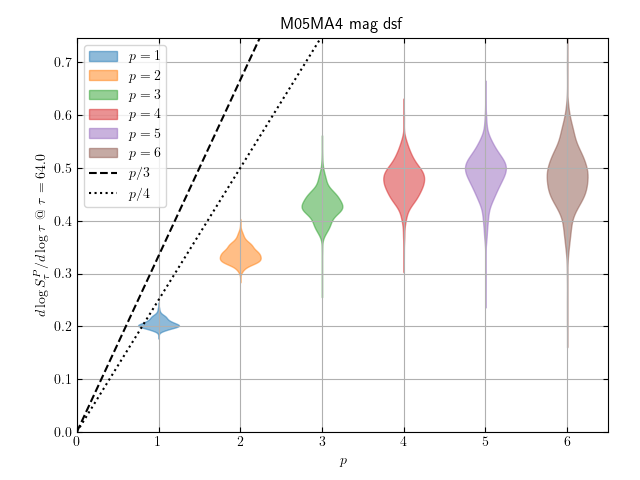 M05MA4 mag dsf
p = 1
p = 2
p = 3
p = 4
p = 5
p = 6
p/3
p/4
d log S_τ^P / d log τ @ τ = 64.0
0.7
0.6
0.5
0.4
0.3
0.2
0.1
0.0
0 1 2 3 4 5 6
p